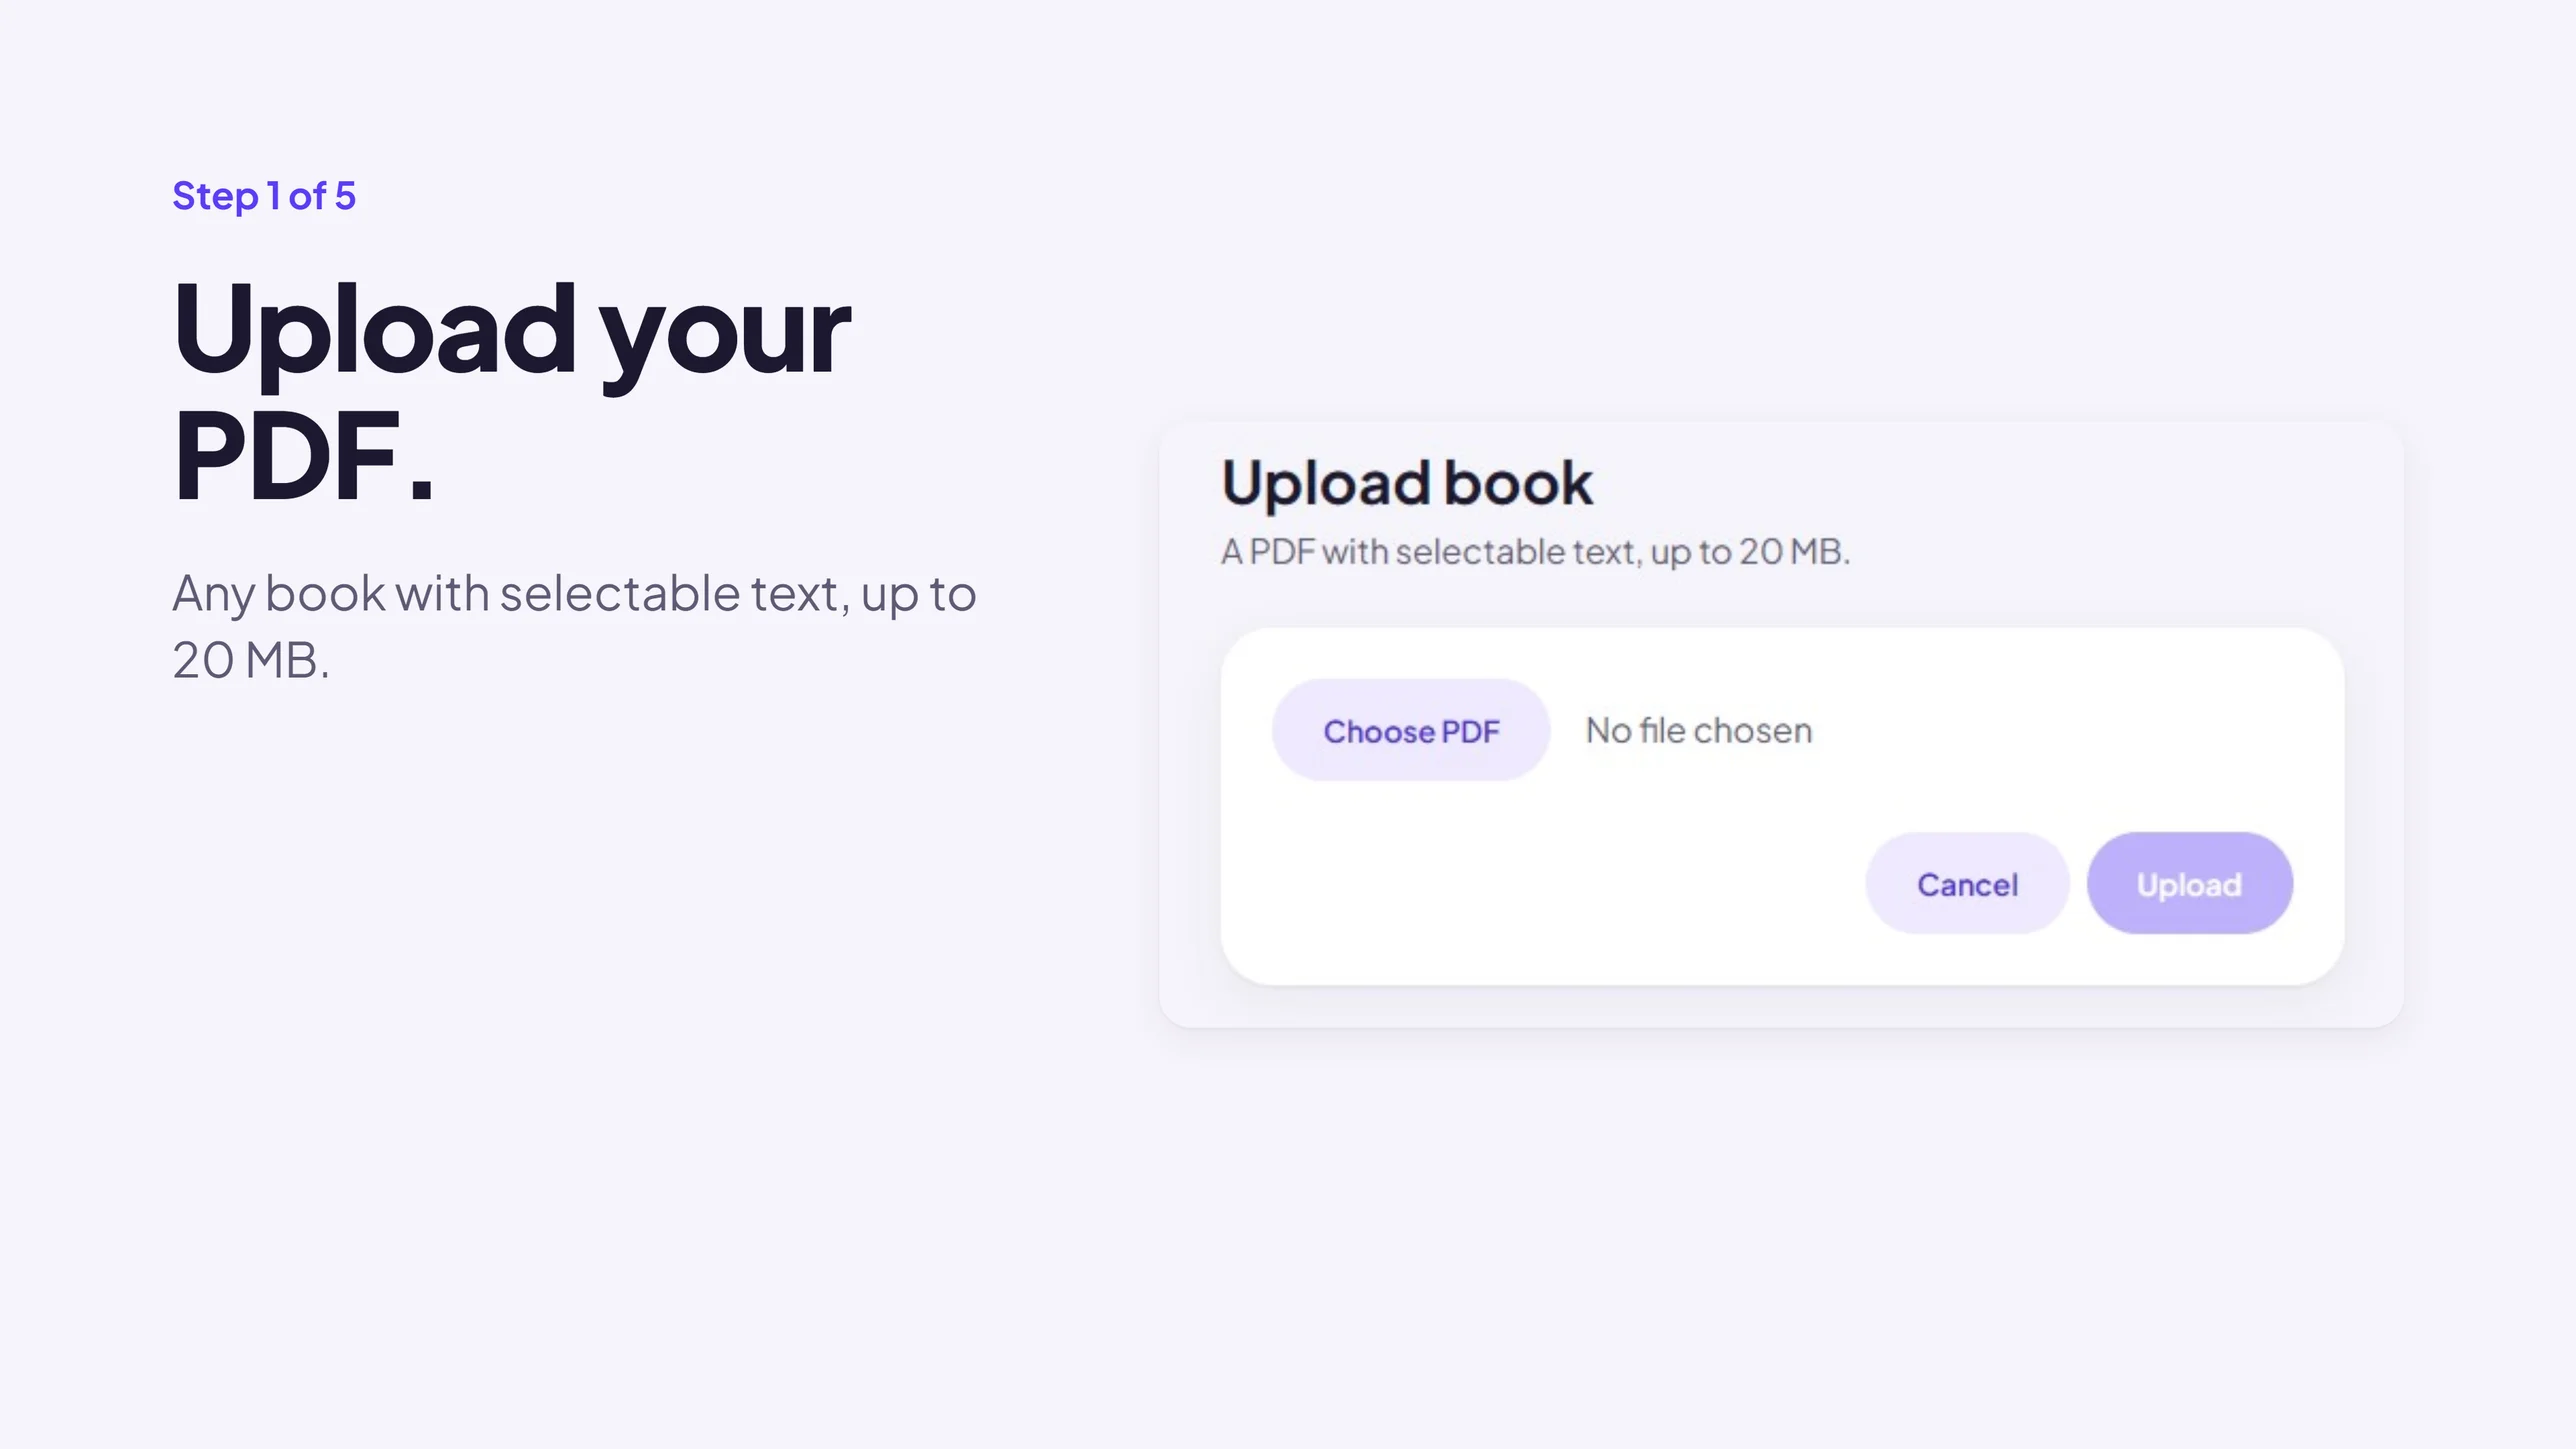 Step 1 of 5
Upload your
PDF.
Any book with selectable text, up to
20 MB.
Upload book
A PDF with selectable text, up to 20 MB.
Choose PDF
No file chosen
Cancel
Upload